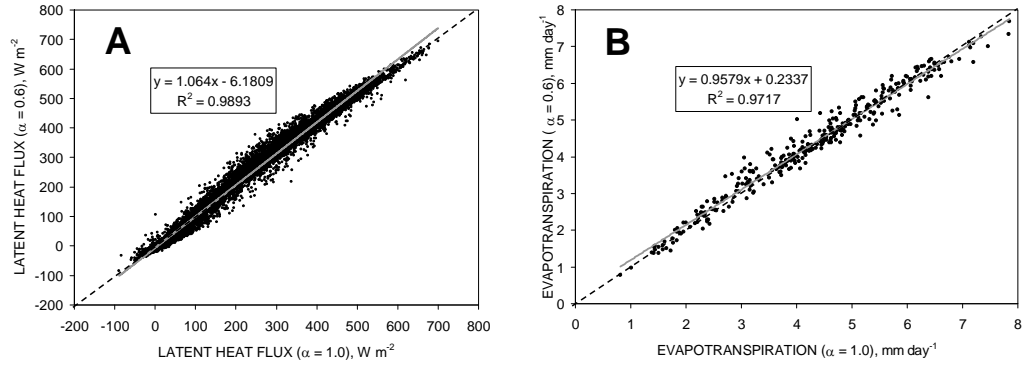 A
y = 1.064x - 6.1809
R² = 0.9893
800
700
600
500
400
300
200
100
0
-100
-200
-200 -100 0 100 200 300 400 500 600 700 800
LATENT HEAT FLUX (α = 0.6), W m⁻²
LATENT HEAT FLUX (α = 1.0), W m⁻²
B
y = 0.9579x + 0.2337
R² = 0.9717
8
7
6
5
4
3
2
1
0
0 1 2 3 4 5 6 7 8
EVAPOTRANSPIRATION ( α = 0.6), mm day⁻¹
EVAPOTRANSPIRATION (α = 1.0), mm day⁻¹